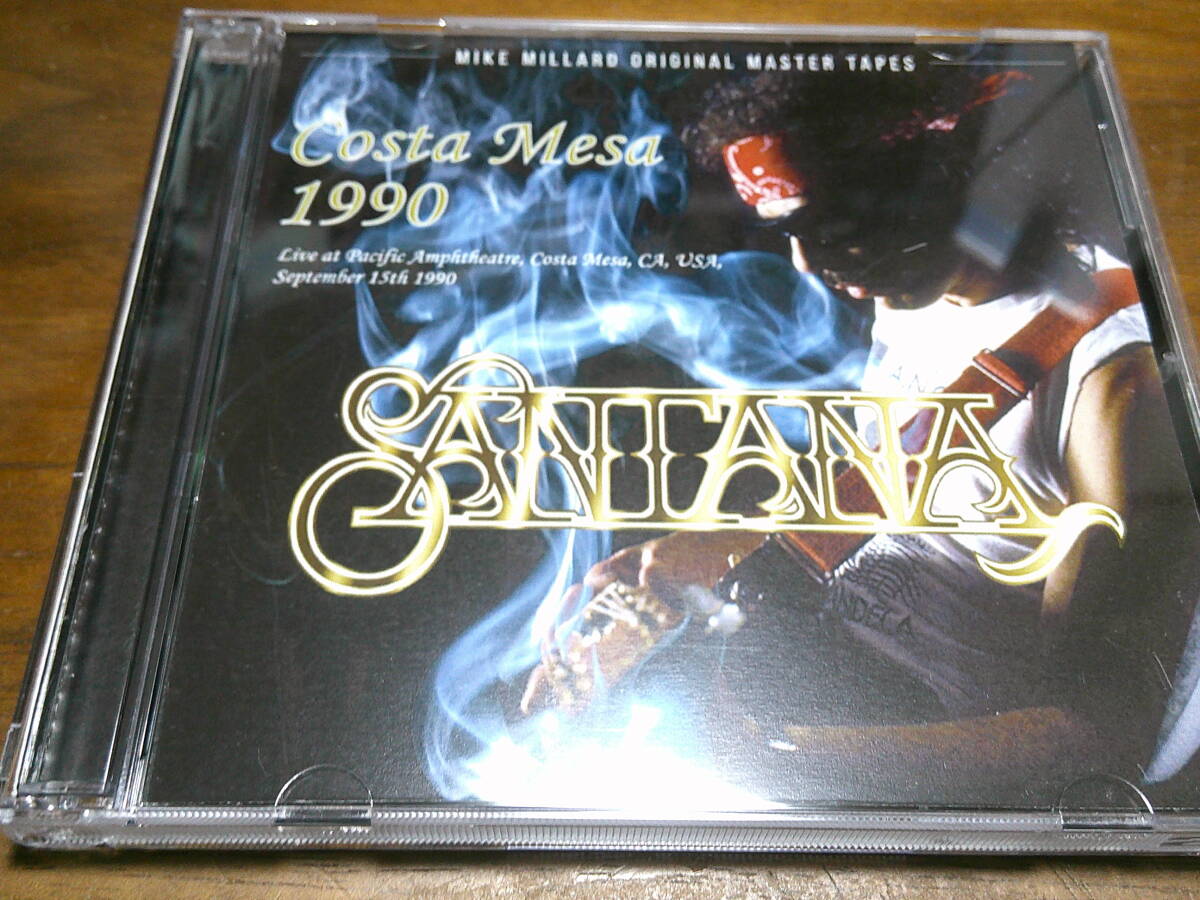 MIKE MILLARD ORIGINAL MASTER TAPES
Costa Mesa
1990
Live at Pacific Amphtheatre, Costa Mesa, CA, USA,
September 15th 1990
SANTANA